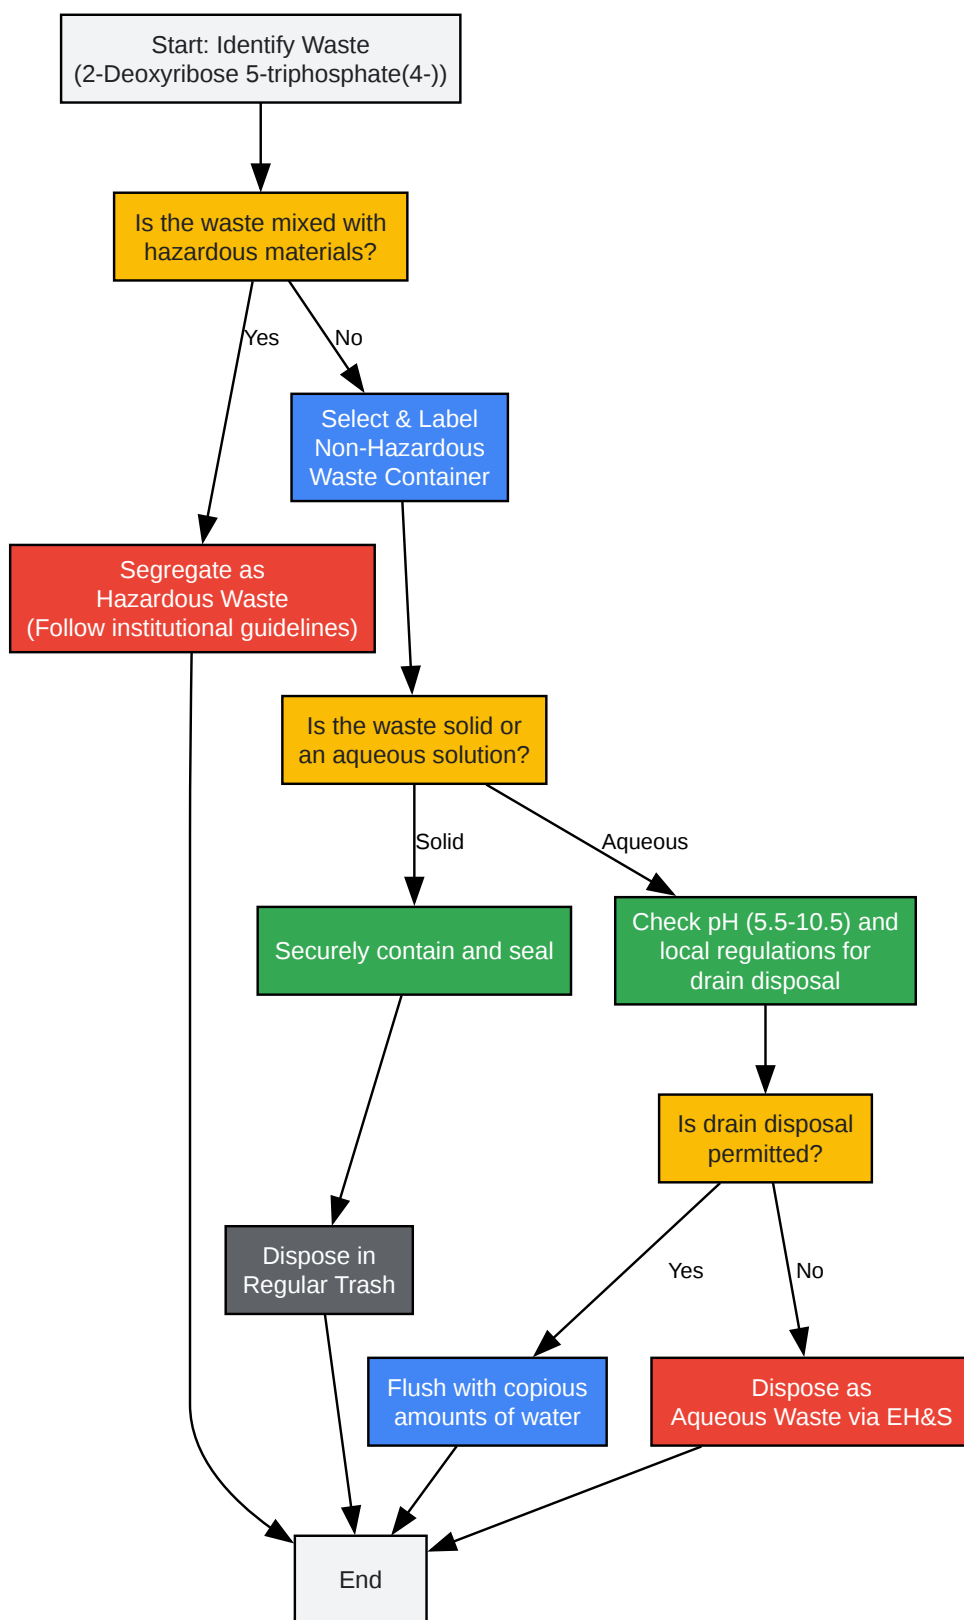 Start: Identify Waste
(2-Deoxyribose 5-triphosphate(4-))
Is the waste mixed with
hazardous materials?
Yes
No
Select & Label
Non-Hazardous
Waste Container
Segregate as
Hazardous Waste
(Follow institutional guidelines)
Is the waste solid or
an aqueous solution?
Solid
Aqueous
Securely contain and seal
Check pH (5.5-10.5) and
local regulations for
drain disposal
Is drain disposal
permitted?
Dispose in
Regular Trash
Yes
No
Flush with copious
amounts of water
Dispose as
Aqueous Waste via EH&S
End